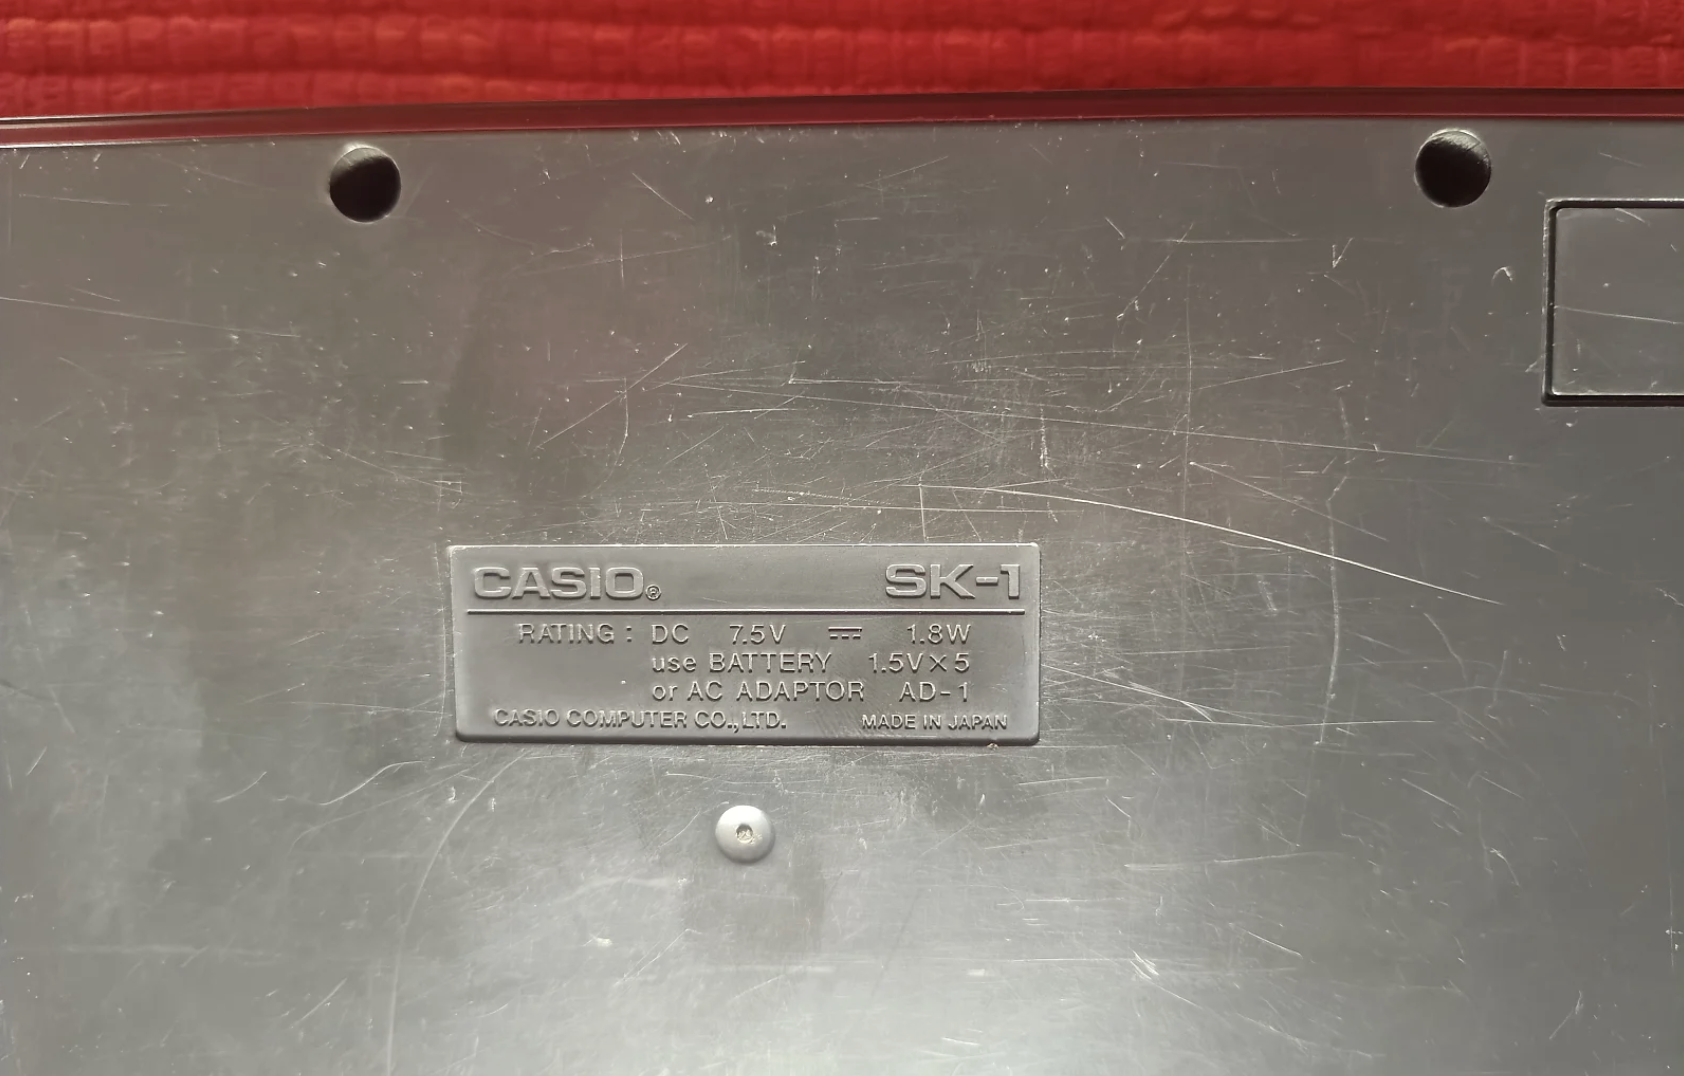 CASIO® SK-1
RATING : DC 7.5V ⎓ 1.8W
use BATTERY 1.5V×5
or AC ADAPTOR AD-1
CASIO COMPUTER CO.,LTD. MADE IN JAPAN